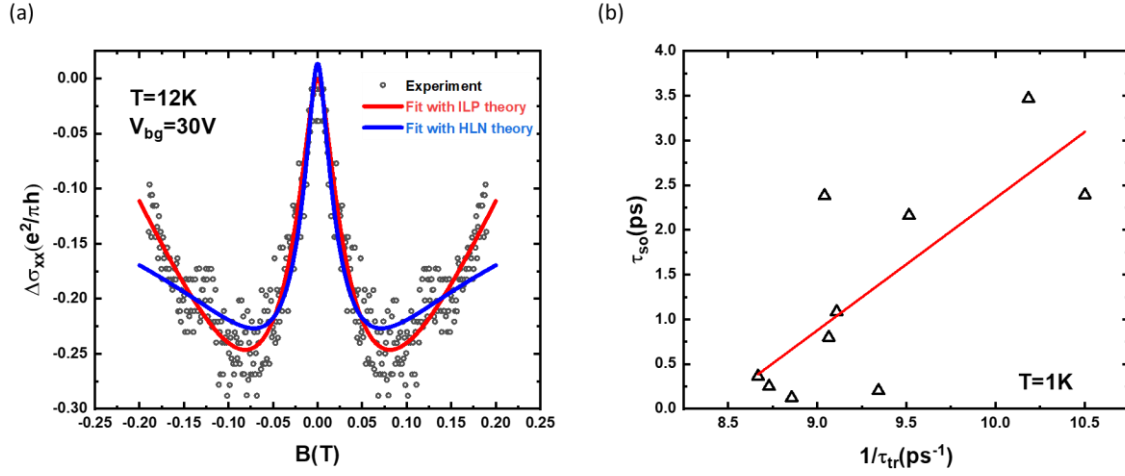 (a)
(b)
T=12K
V_bg=30V
Experiment
Fit with ILP theory
Fit with HLN theory
Δσ_xx(e²/πh)
0.00
-0.05
-0.10
-0.15
-0.20
-0.25
-0.30
-0.25 -0.20 -0.15 -0.10 -0.05 0.00 0.05 0.10 0.15 0.20 0.25
B(T)
τ_so(ps)
4.0
3.5
3.0
2.5
2.0
1.5
1.0
0.5
0.0
T=1K
8.5 9.0 9.5 10.0 10.5
1/τ_tr(ps⁻¹)